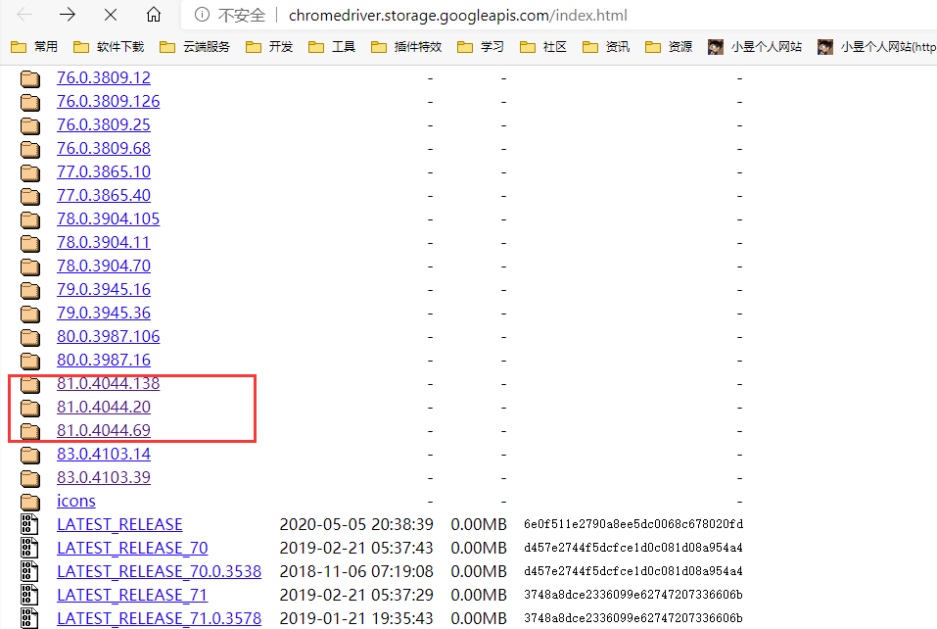 不安全 chromedriver.storage.googleapis.com/index.html
常用 软件下载 云端服务 开发 工具 插件特效 学习 社区 资讯 资源 小昱个人网站 小昱个人网站(http
76.0.3809.12 - - -
76.0.3809.126 - - -
76.0.3809.25 - - -
76.0.3809.68 - - -
77.0.3865.10 - - -
77.0.3865.40 - - -
78.0.3904.105 - - -
78.0.3904.11 - - -
78.0.3904.70 - - -
79.0.3945.16 - - -
79.0.3945.36 - - -
80.0.3987.106 - - -
80.0.3987.16 - - -
81.0.4044.138 - - -
81.0.4044.20 - - -
81.0.4044.69 - - -
83.0.4103.14 - - -
83.0.4103.39 - - -
icons - - -
LATEST_RELEASE 2020-05-05 20:38:39 0.00MB 6e0f511e2790a8ee5dc0068c678020fd
LATEST_RELEASE_70 2019-02-21 05:37:43 0.00MB d457e2744f5dcfce1d0c081d08a954a4
LATEST_RELEASE_70.0.3538 2018-11-06 07:19:08 0.00MB d457e2744f5dcfce1d0c081d08a954a4
LATEST_RELEASE_71 2019-02-21 05:37:29 0.00MB 3748a8dce2336099e62747207336606b
LATEST_RELEASE_71.0.3578 2019-01-21 19:35:43 0.00MB 3748a8dce2336099e62747207336606b